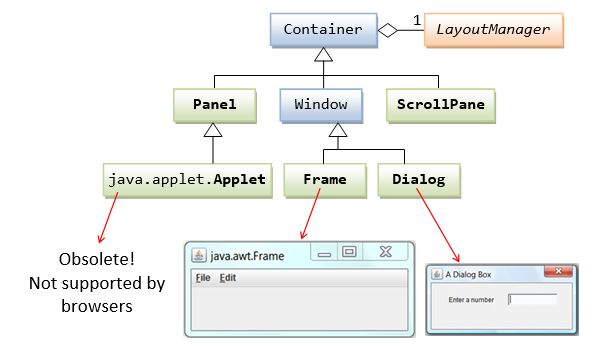 Container
1
LayoutManager
Panel
Window
ScrollPane
java.applet.Applet
Frame
Dialog
Obsolete!
Not supported by
browsers
java.awt.Frame
File Edit
A Dialog Box
Enter a number